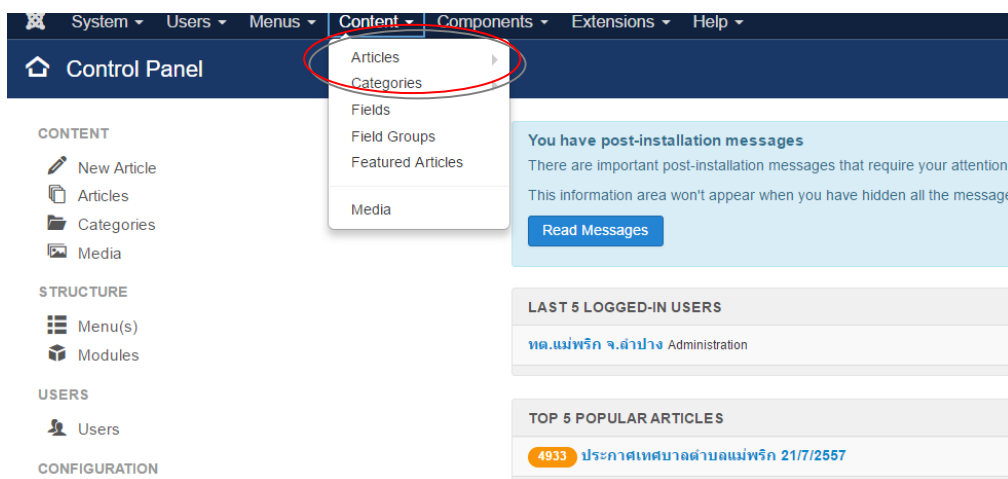 System Users Menus Content Components Extensions Help
Control Panel
Articles
Categories
Fields
Field Groups
Featured Articles
Media
CONTENT
New Article
Articles
Categories
Media
STRUCTURE
Menu(s)
Modules
USERS
Users
CONFIGURATION
You have post-installation messages
There are important post-installation messages that require your attention
This information area won't appear when you have hidden all the message
Read Messages
LAST 5 LOGGED-IN USERS
ทต.แม่พริก จ.ลำปาง Administration
TOP 5 POPULAR ARTICLES
4933 ประกาศเทศบาลตำบลแม่พริก 21/7/2557